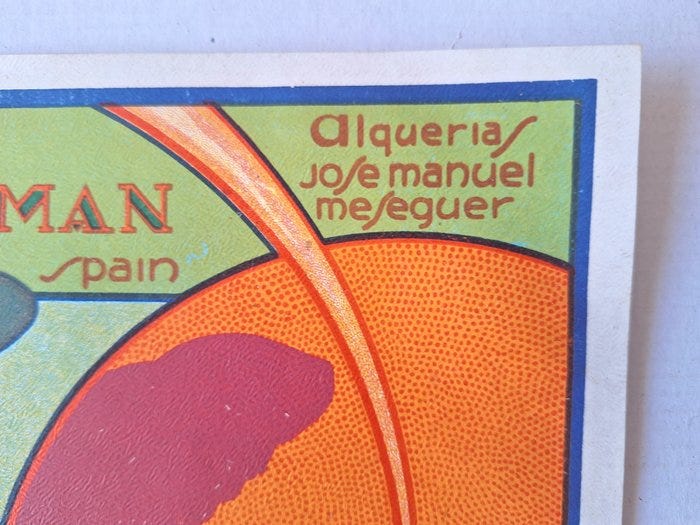 alquerias
Jose manuel
meseguer
MAN
spain